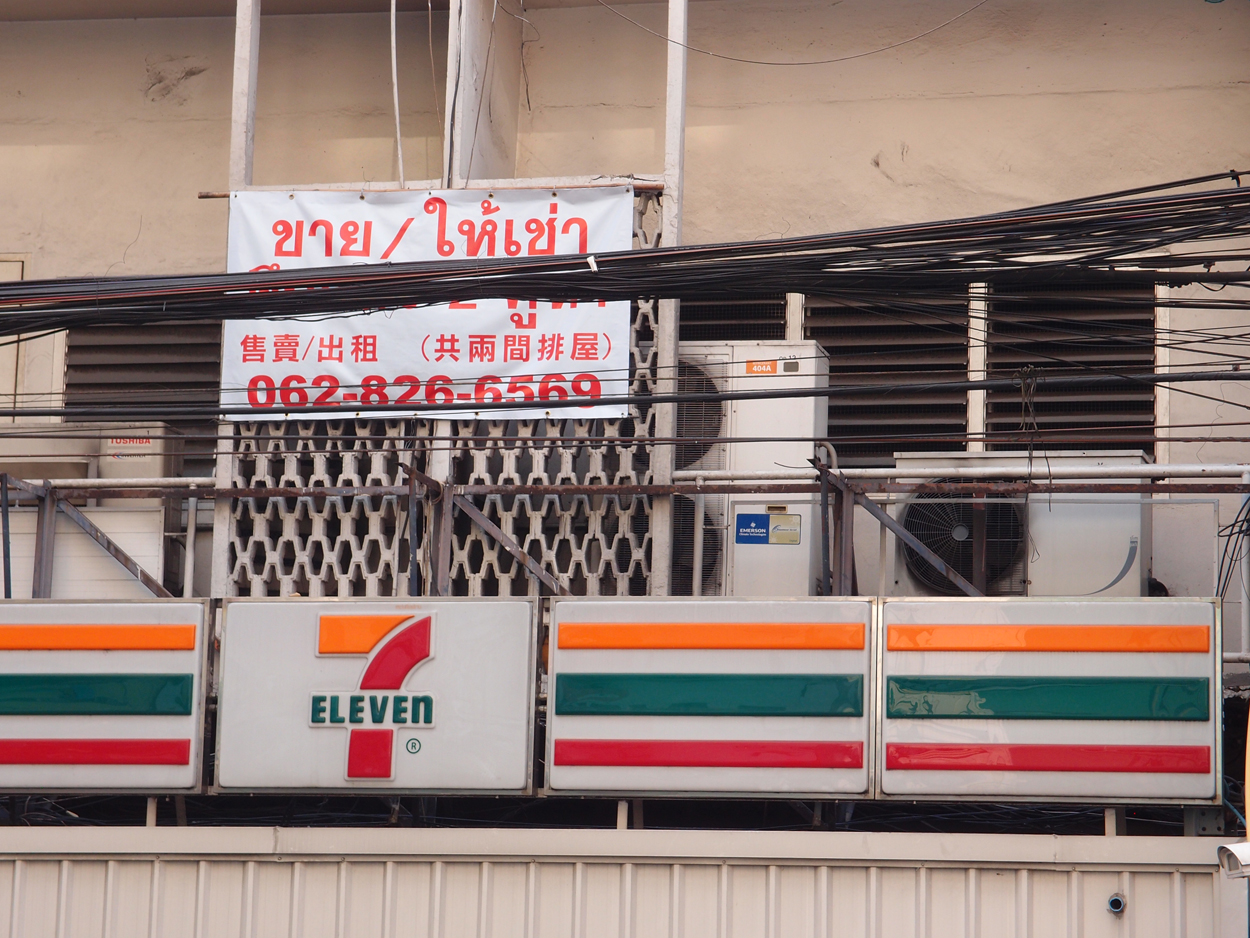 ขาย/ให้เช่า
2
售賣/出租 （共兩間排屋）
062-826-6569
404A
TOSHIBA
EMERSON
7
ELEVEn
®